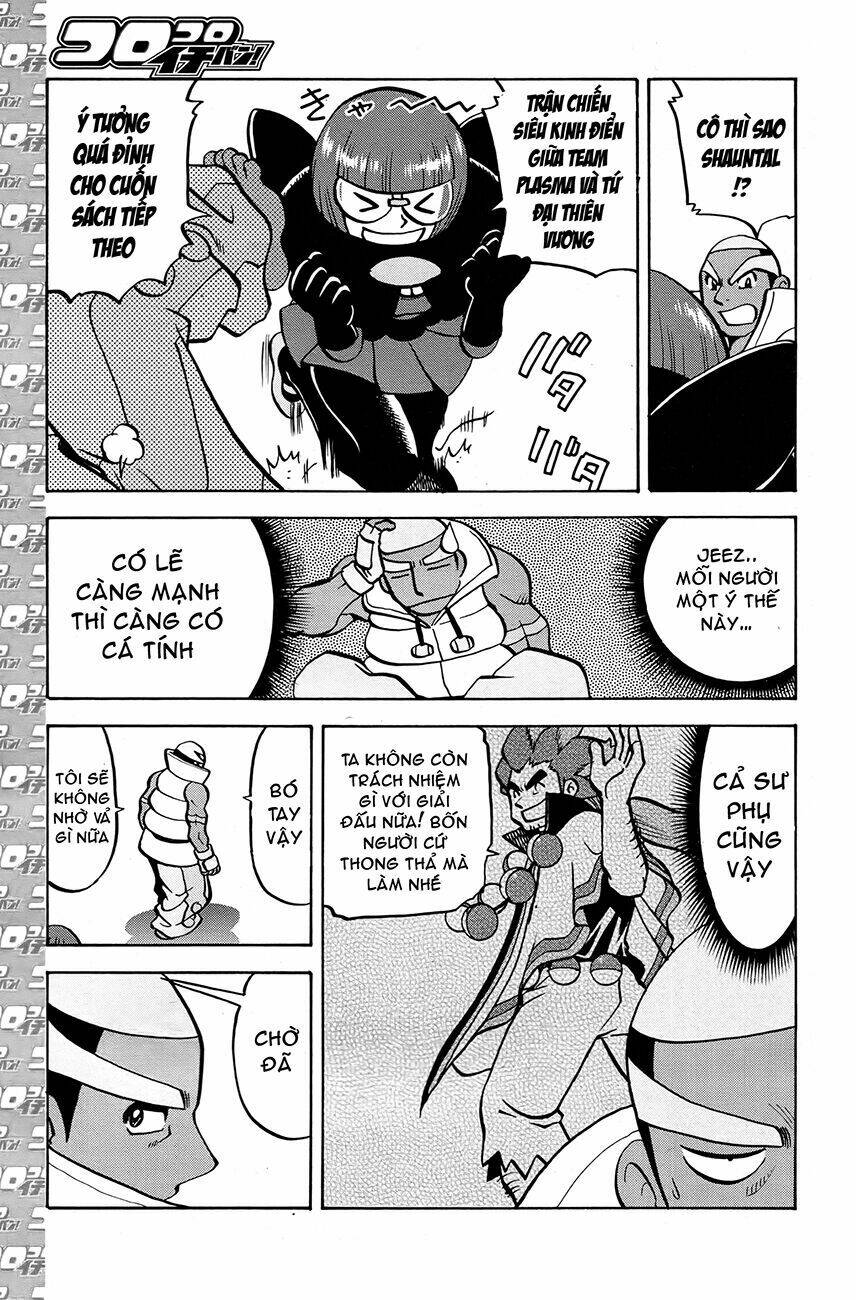 コロコロ
イチバン!
CÔ THÌ SAO
SHAUNTAL
!?
TRẬN CHIẾN
SIÊU KINH ĐIỂN
GIỮA TEAM
PLASMA VÀ TỨ
ĐẠI THIÊN
VƯƠNG
Ý TƯỞNG
QUÁ ĐỈNH
CHO CUỐN
SÁCH TIẾP
THEO
バタ
バタ
JEEZ..
MỖI NGƯỜI
MỘT Ý THẾ
NÀY...
CÓ LẼ
CÀNG MẠNH
THÌ CÀNG CÓ
CÁ TÍNH
CẢ SƯ
PHỤ
CŨNG
VẬY
TA KHÔNG CÒN
TRÁCH NHIỆM
GÌ VỚI GIẢI
ĐẤU NỮA! BỐN
NGƯỜI CỨ
THONG THẢ MÀ
LÀM NHÉ
BÓ
TAY
VẬY
TÔI SẼ
KHÔNG
NHỜ VẢ
GÌ NỮA
CHỜ
ĐÃ